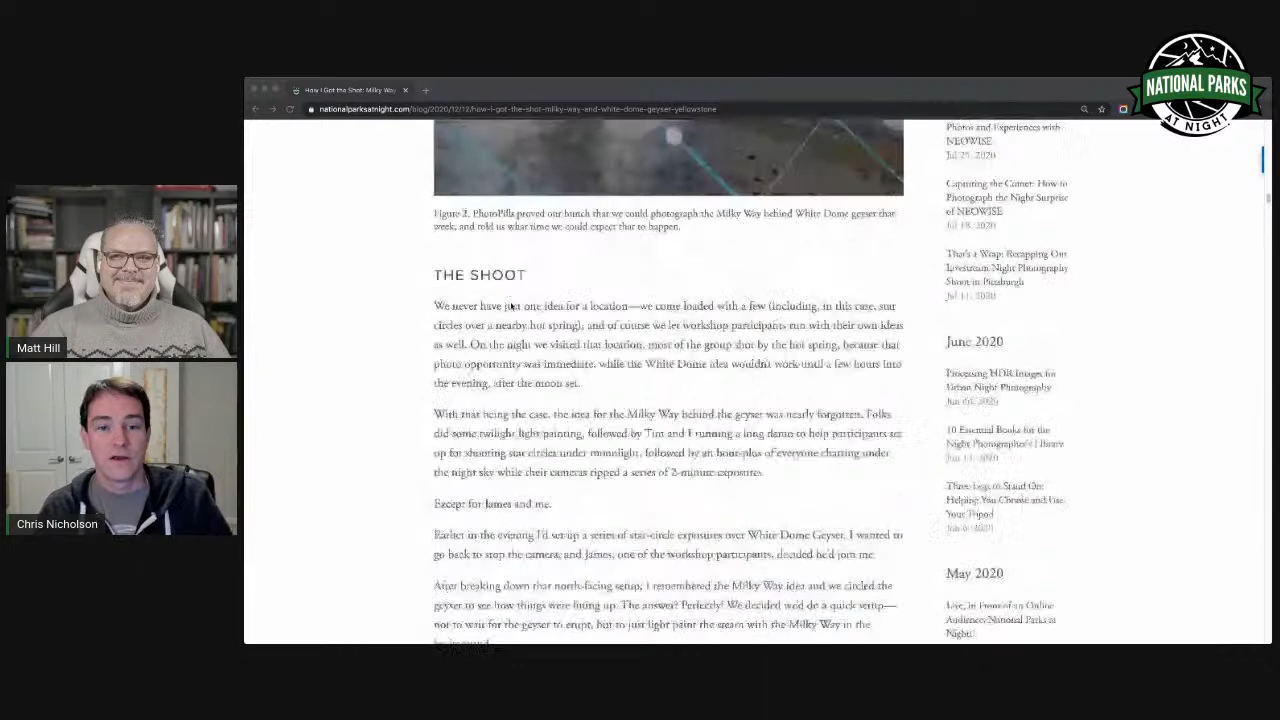 NATIONAL PARKS
AT NIGHT
How I Got the Shot: Milky Way
nationalparksatnight.com/blog/2020/12/12/how-i-got-the-shot-milky-way-and-white-dome-geyser-yellowstone
Figure 2. PhotoPills proved our hunch that we could photograph the Milky Way behind White Dome geyser that
week, and told us what time we could expect that to happen.
THE SHOOT
We never have just one idea for a location—we come loaded with a few (including, in this case, star
circles over a nearby hot spring), and of course we let workshop participants run with their own ideas
as well. On the night we visited that location, most of the group shot by the hot spring, because that
photo opportunity was immediate, while the White Dome idea wouldn't work until a few hours into
the evening, after the moon set.
With that being the case, the idea for the Milky Way behind the geyser was nearly forgotten. Folks
did some twilight light painting, followed by Tim and I running a long demo to help participants set
up for shooting star circles under moonlight, followed by an hour-plus of everyone chatting under
the night sky while their cameras ripped a series of 2-minute exposures.
Except for James and me.
Earlier in the evening I'd set up a series of star-circle exposures over White Dome Geyser. I wanted to
go back to stop the camera, and James, one of the workshop participants, decided he'd join me.
After breaking down that north-facing setup, I remembered the Milky Way idea and we circled the
geyser to see how things were lining up. The answer? Perfectly! We decided we'd do a quick setup—
not to wait for the geyser to erupt, but to just light paint the steam with the Milky Way in the
Photos and Experiences with
NEOWISE
Jul 25, 2020
Capturing the Comet: How to
Photograph the Night Surprise
of NEOWISE
Jul 18, 2020
That's a Wrap: Recapping Our
Livestream Night Photography
Shoot in Pittsburgh
Jul 11, 2020
June 2020
Processing HDR Images for
Urban Night Photography
10 Essential Books for the
Night Photographer's Library
Three Legs to Stand On:
Helping You Choose and Use
Your Tripod
May 2020
Live, in Front of an Online
Audience: National Parks at
Night!
Matt Hill
Chris Nicholson